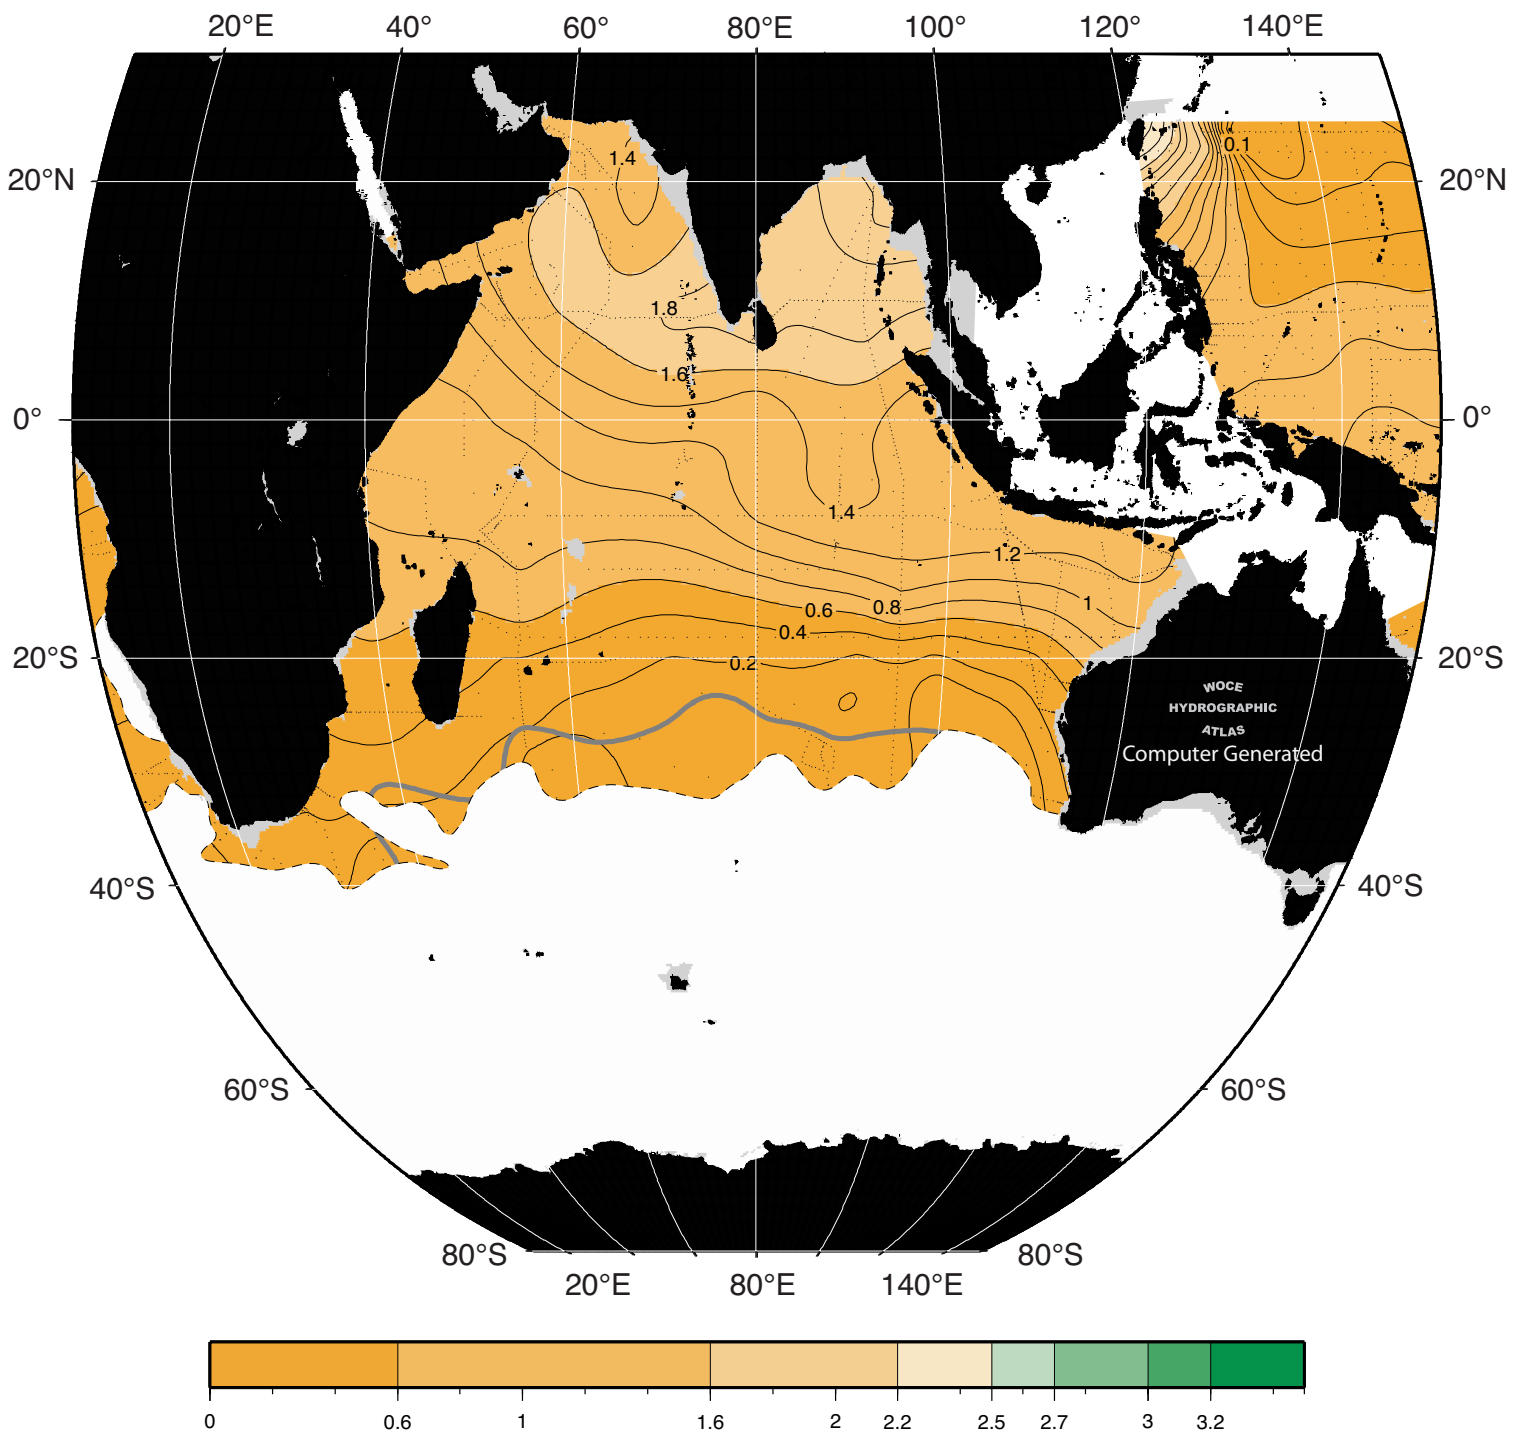 20°E 40° 60° 80°E 100° 120° 140°E
1.4
0.1
20°N 20°N
1.8
1.6
0° 0°
1.4
1.2
0.6 0.8 1
0.4
20°S 0.2 20°S
WOCE
HYDROGRAPHIC
ATLAS
Computer Generated
40°S 40°S
60°S 60°S
80°S 80°S
20°E 80°E 140°E
0 0.6 1 1.6 2 2.2 2.5 2.7 3 3.2